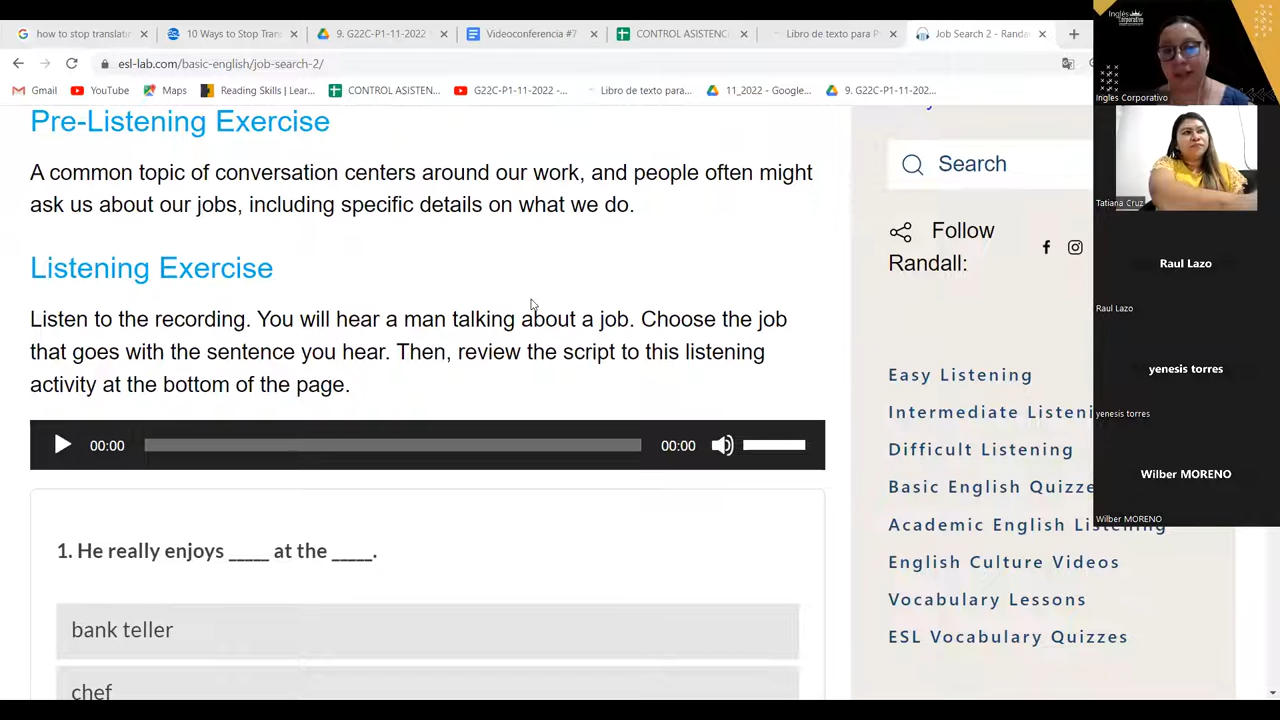 how to stop translatin
10 Ways to Stop Trans
9. G22C-P1-11-2022
Videoconferencia #7
CONTROL ASISTENC
Libro de texto para P
Job Search 2 - Randa
esl-lab.com/basic-english/job-search-2/
Gmail
YouTube
Maps
Reading Skills | Lear...
CONTROL ASISTEN...
G22C-P1-11-2022 -...
Libro de texto para...
11_2022 - Google...
9. G22C-P1-11-202...
Pre-Listening Exercise
A common topic of conversation centers around our work, and people often might
ask us about our jobs, including specific details on what we do.
Listening Exercise
Listen to the recording. You will hear a man talking about a job. Choose the job
that goes with the sentence you hear. Then, review the script to this listening
activity at the bottom of the page.
00:00
00:00
1. He really enjoys _____ at the _____.
bank teller
chef
Search
Follow
Randall:
Easy Listening
Intermediate Listeni
Difficult Listening
Basic English Quizze
Academic English Listening
English Culture Videos
Vocabulary Lessons
ESL Vocabulary Quizzes
Inglés
Corporativo
Ingles Corporativo
Tatiana Cruz
Raul Lazo
Raul Lazo
yenesis torres
yenesis torres
Wilber MORENO
Wilber MORENO